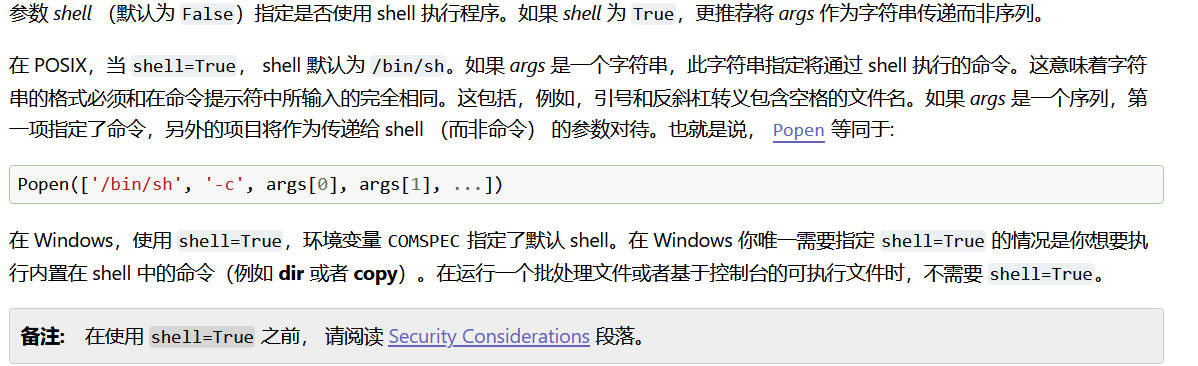 参数 shell （默认为 False）指定是否使用 shell 执行程序。如果 shell 为 True，更推荐将 args 作为字符串传递而非序列。
在 POSIX，当 shell=True， shell 默认为 /bin/sh。如果 args 是一个字符串，此字符串指定将通过 shell 执行的命令。这意味着字符
串的格式必须和在命令提示符中所输入的完全相同。这包括，例如，引号和反斜杠转义包含空格的文件名。如果 args 是一个序列，第
一项指定了命令，另外的项目将作为传递给 shell （而非命令） 的参数对待。也就是说， Popen 等同于:
Popen(['/bin/sh', '-c', args[0], args[1], ...])
在 Windows，使用 shell=True，环境变量 COMSPEC 指定了默认 shell。在 Windows 你唯一需要指定 shell=True 的情况是你想要执
行内置在 shell 中的命令（例如 dir 或者 copy）。在运行一个批处理文件或者基于控制台的可执行文件时，不需要 shell=True。
备注: 在使用 shell=True 之前， 请阅读 Security Considerations 段落。